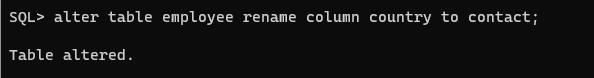 SQL> alter table employee rename column country to contact;
Table altered.